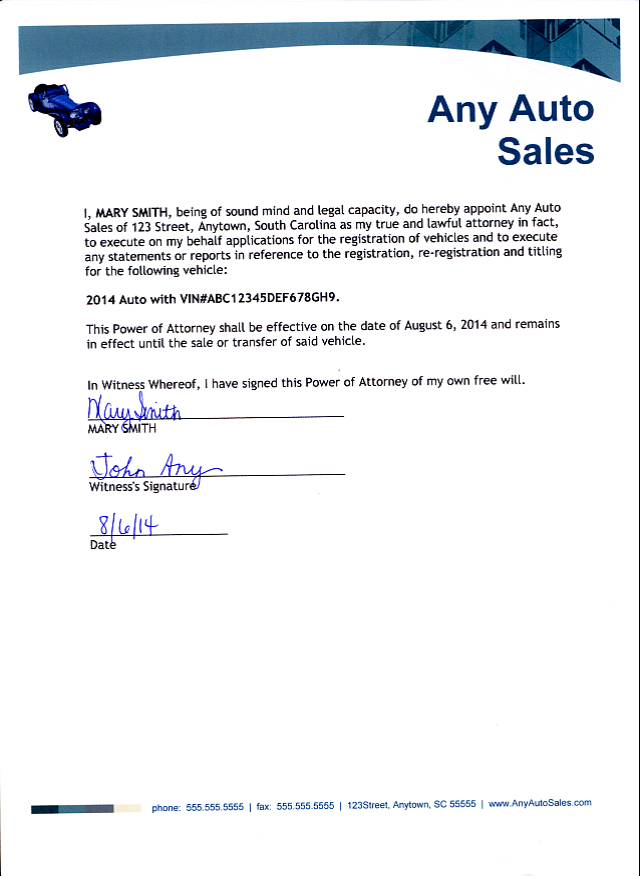 Any Auto
Sales
I, MARY SMITH, being of sound mind and legal capacity, do hereby appoint Any Auto
Sales of 123 Street, Anytown, South Carolina as my true and lawful attorney in fact,
to execute on my behalf applications for the registration of vehicles and to execute
any statements or reports in reference to the registration, re-registration and titling
for the following vehicle:
2014 Auto with VIN#ABC12345DEF678GH9.
This Power of Attorney shall be effective on the date of August 6, 2014 and remains
in effect until the sale or transfer of said vehicle.
In Witness Whereof, I have signed this Power of Attorney of my own free will.
Mary Smith
MARY SMITH
John Any
Witness's Signature
8/6/14
Date
phone: 555.555.5555 | fax: 555.555.5555 | 123Street, Anytown, SC 55555 | www.AnyAutoSales.com